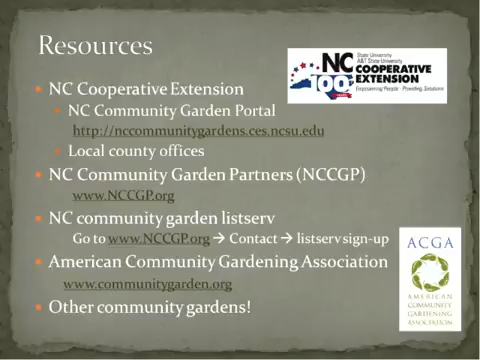 Resources
NC Cooperative Extension
NC Community Garden Portal
http://nccommunitygardens.ces.ncsu.edu
Local county offices
NC Community Garden Partners (NCCGP)
www.NCCGP.org
NC community garden listserv
Go to www.NCCGP.org → Contact → listserv sign-up
American Community Gardening Association
www.communitygarden.org
Other community gardens!
State University
A&T State University
NC COOPERATIVE
100 EXTENSION
Empowering People · Providing Solutions
ACGA
AMERICAN
COMMUNITY
GARDENING
ASSOCIATION